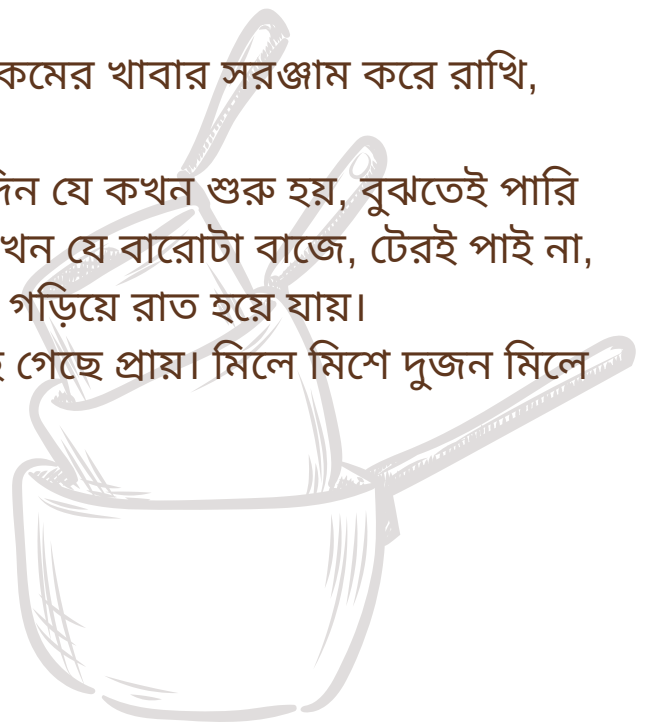 কমের খাবার সরঞ্জাম করে রাখি,
দিন যে কখন শুরু হয়, বুঝতেই পারি
খন যে বারোটা বাজে, টেরই পাই না,
গড়িয়ে রাত হয়ে যায়।
গেছে প্রায়। মিলে মিশে দুজন মিলে